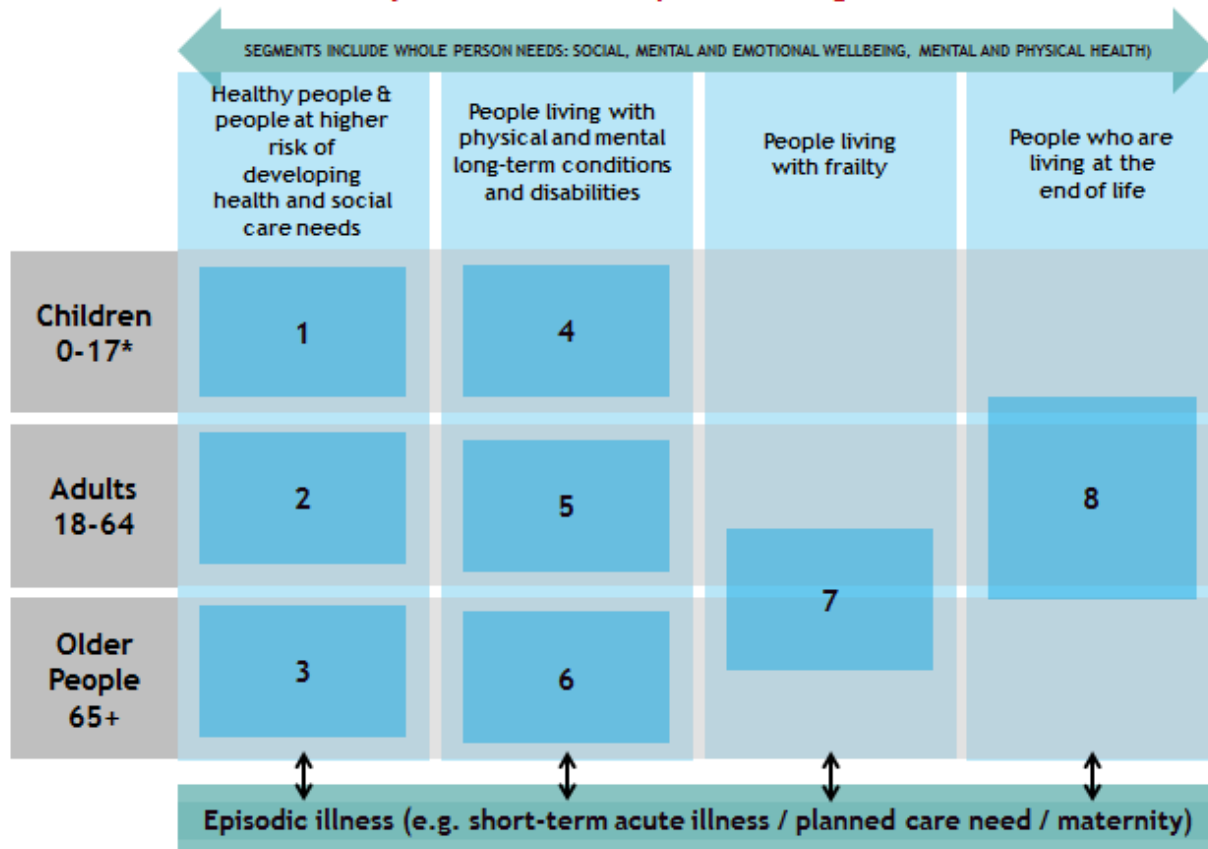 SEGMENTS INCLUDE WHOLE PERSON NEEDS: SOCIAL, MENTAL AND EMOTIONAL WELLBEING, MENTAL AND PHYSICAL HEALTH)
Healthy people &
people at higher
risk of
developing
health and social
care needs
People living with
physical and mental
long-term conditions
and disabilities
People living
with frailty
People who are
living at the
end of life
Children
0-17*
1
4
Adults
18-64
2
5
8
7
Older
People
65+
3
6
Episodic illness (e.g. short-term acute illness / planned care need / maternity)